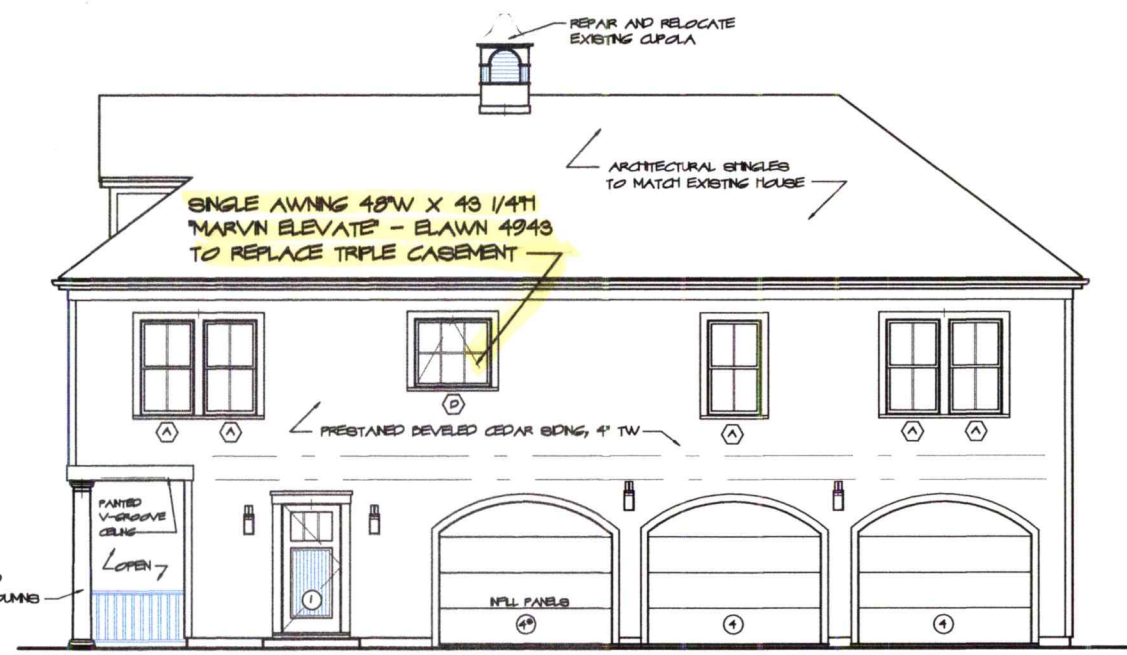 REPAIR AND RELOCATE
EXISTING CUPOLA
ARCHITECTURAL SHINGLES
TO MATCH EXISTING HOUSE
SINGLE AWNING 48"W X 43 1/4"H
"MARVIN ELEVATE" - ELAWN 4943
TO REPLACE TRIPLE CASEMENT
D
A
A
A
A
A
PRESTAINED BEVELED CEDAR SIDING, 4" TW
PAINTED
V-GROOVE
CEILING
OPEN
1
INFILL PANELS
4
4